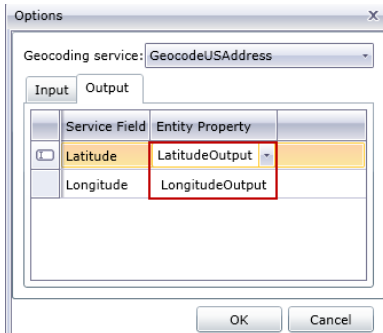 Options
x
Geocoding service: GeocodeUSAddress
Input Output
Service Field Entity Property
Latitude LatitudeOutput
Longitude LongitudeOutput
OK Cancel